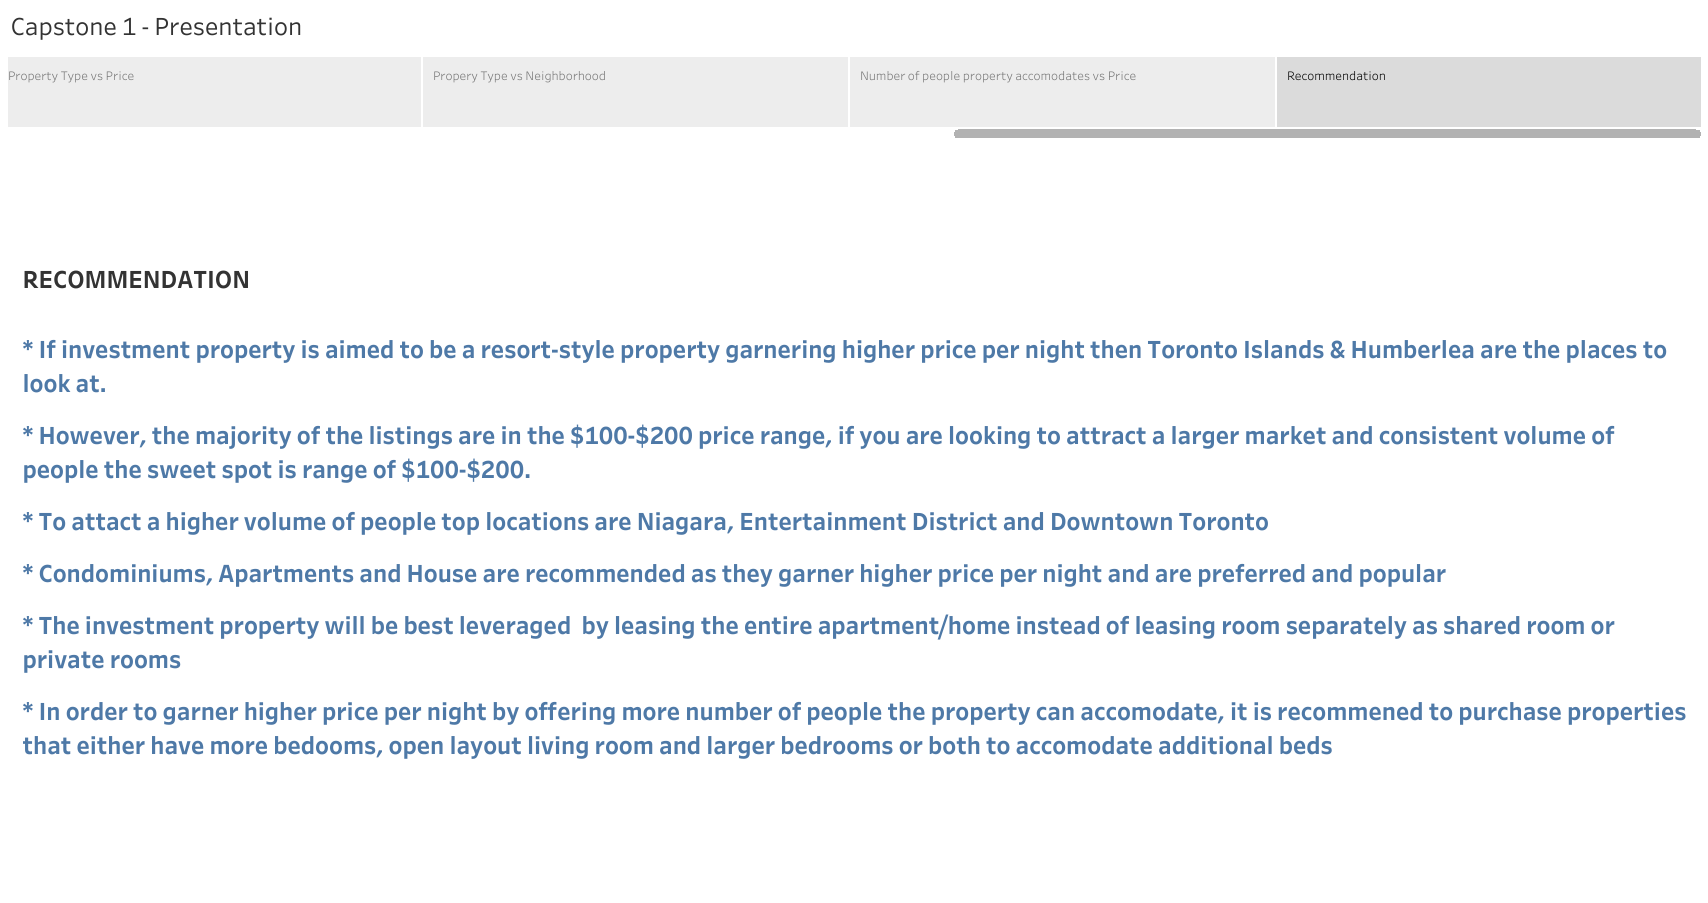 Capstone 1 - Presentation
Property Type vs Price
Propery Type vs Neighborhood
Number of people property accomodates vs Price
Recommendation
RECOMMENDATION
* If investment property is aimed to be a resort-style property garnering higher price per night then Toronto Islands & Humberlea are the places to
look at.
* However, the majority of the listings are in the $100-$200 price range, if you are looking to attract a larger market and consistent volume of
people the sweet spot is range of $100-$200.
* To attact a higher volume of people top locations are Niagara, Entertainment District and Downtown Toronto
* Condominiums, Apartments and House are recommended as they garner higher price per night and are preferred and popular
* The investment property will be best leveraged  by leasing the entire apartment/home instead of leasing room separately as shared room or
private rooms
* In order to garner higher price per night by offering more number of people the property can accomodate, it is recommened to purchase properties
that either have more bedooms, open layout living room and larger bedrooms or both to accomodate additional beds